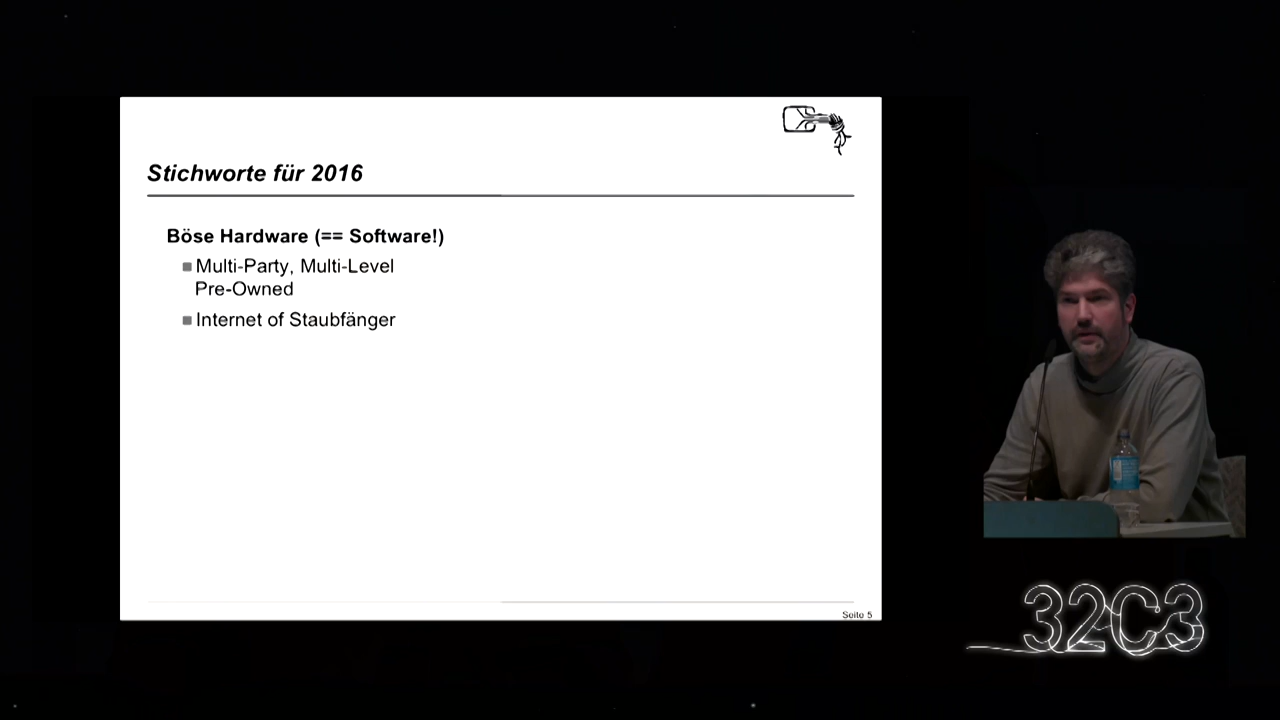 Stichworte für 2016
Böse Hardware (== Software!)
Multi-Party, Multi-Level
Pre-Owned
Internet of Staubfänger
Seite 5
32C3